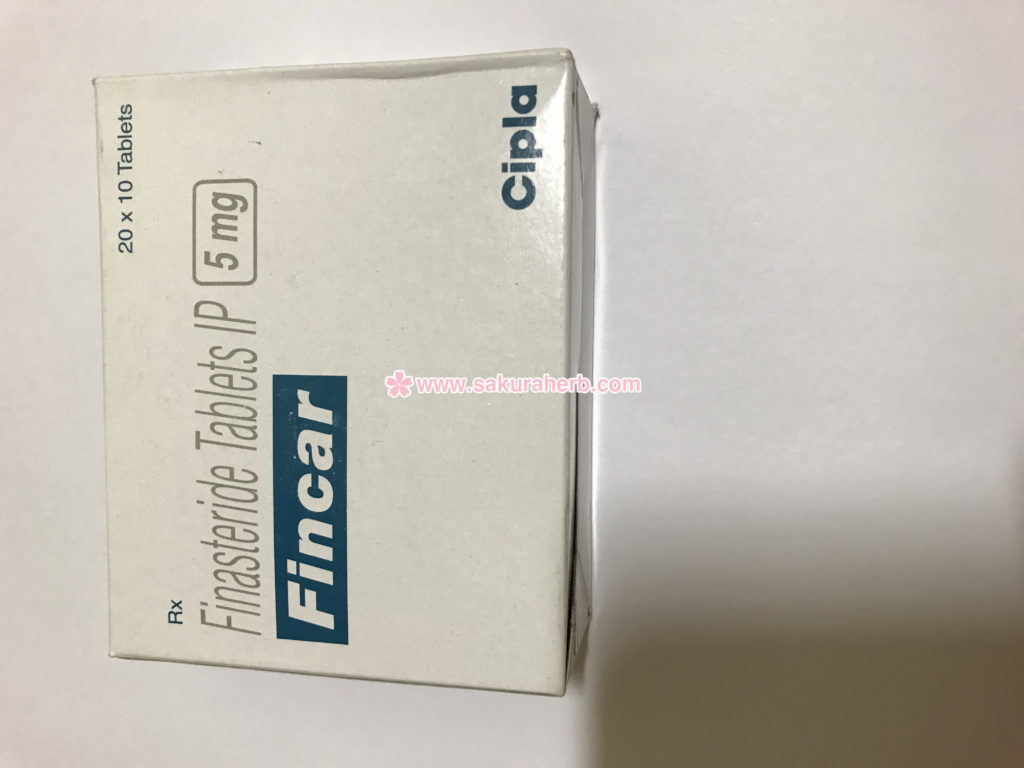 Rx
20 x 10 Tablets
Finasteride Tablets IP 5 mg
Fincar
Cipla
www.sakuraherb.com